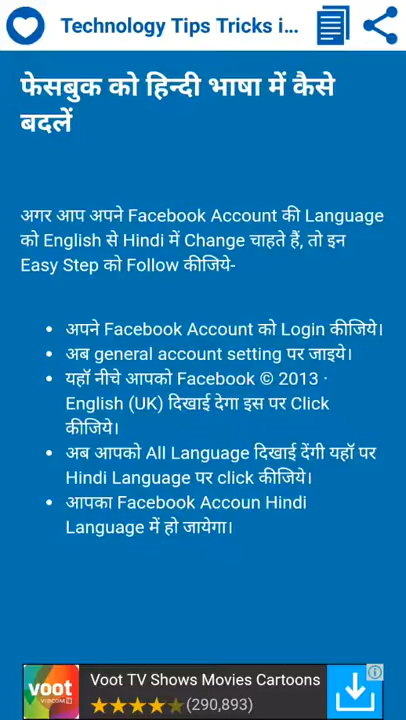 Technology Tips Tricks i...
फेसबुक को हिन्दी भाषा में कैसे
बदलें
अगर आप अपने Facebook Account की Language
को English से Hindi में Change चाहते हैं, तो इन
Easy Step को Follow कीजिये-
• अपने Facebook Account को Login कीजिये।
• अब general account setting पर जाइये।
• यहॉ नीचे आपको Facebook © 2013 ·
English (UK) दिखाई देगा इस पर Click
कीजिये।
• अब आपको All Language दिखाई देंगी यहॉ पर
Hindi Language पर click कीजिये।
• आपका Facebook Accoun Hindi
Language में हो जायेगा।
voot
VIACOM18
Voot TV Shows Movies Cartoons
(290,893)